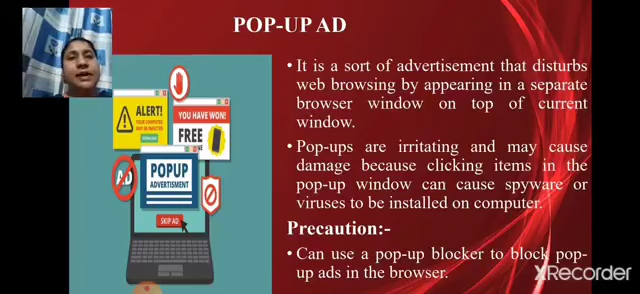 POP-UP AD
• It is a sort of advertisement that disturbs
web browsing by appearing in a separate
browser window on top of current
window.
• Pop-ups are irritating and may cause
damage because clicking items in the
pop-up window can cause spyware or
viruses to be installed on computer.
Precaution:-
• Can use a pop-up blocker to block pop-
up ads in the browser.
ALERT!
YOU HAVE WON!
FREE
AD
POPUP
ADVERTISMENT
SKIP AD
XRecorder